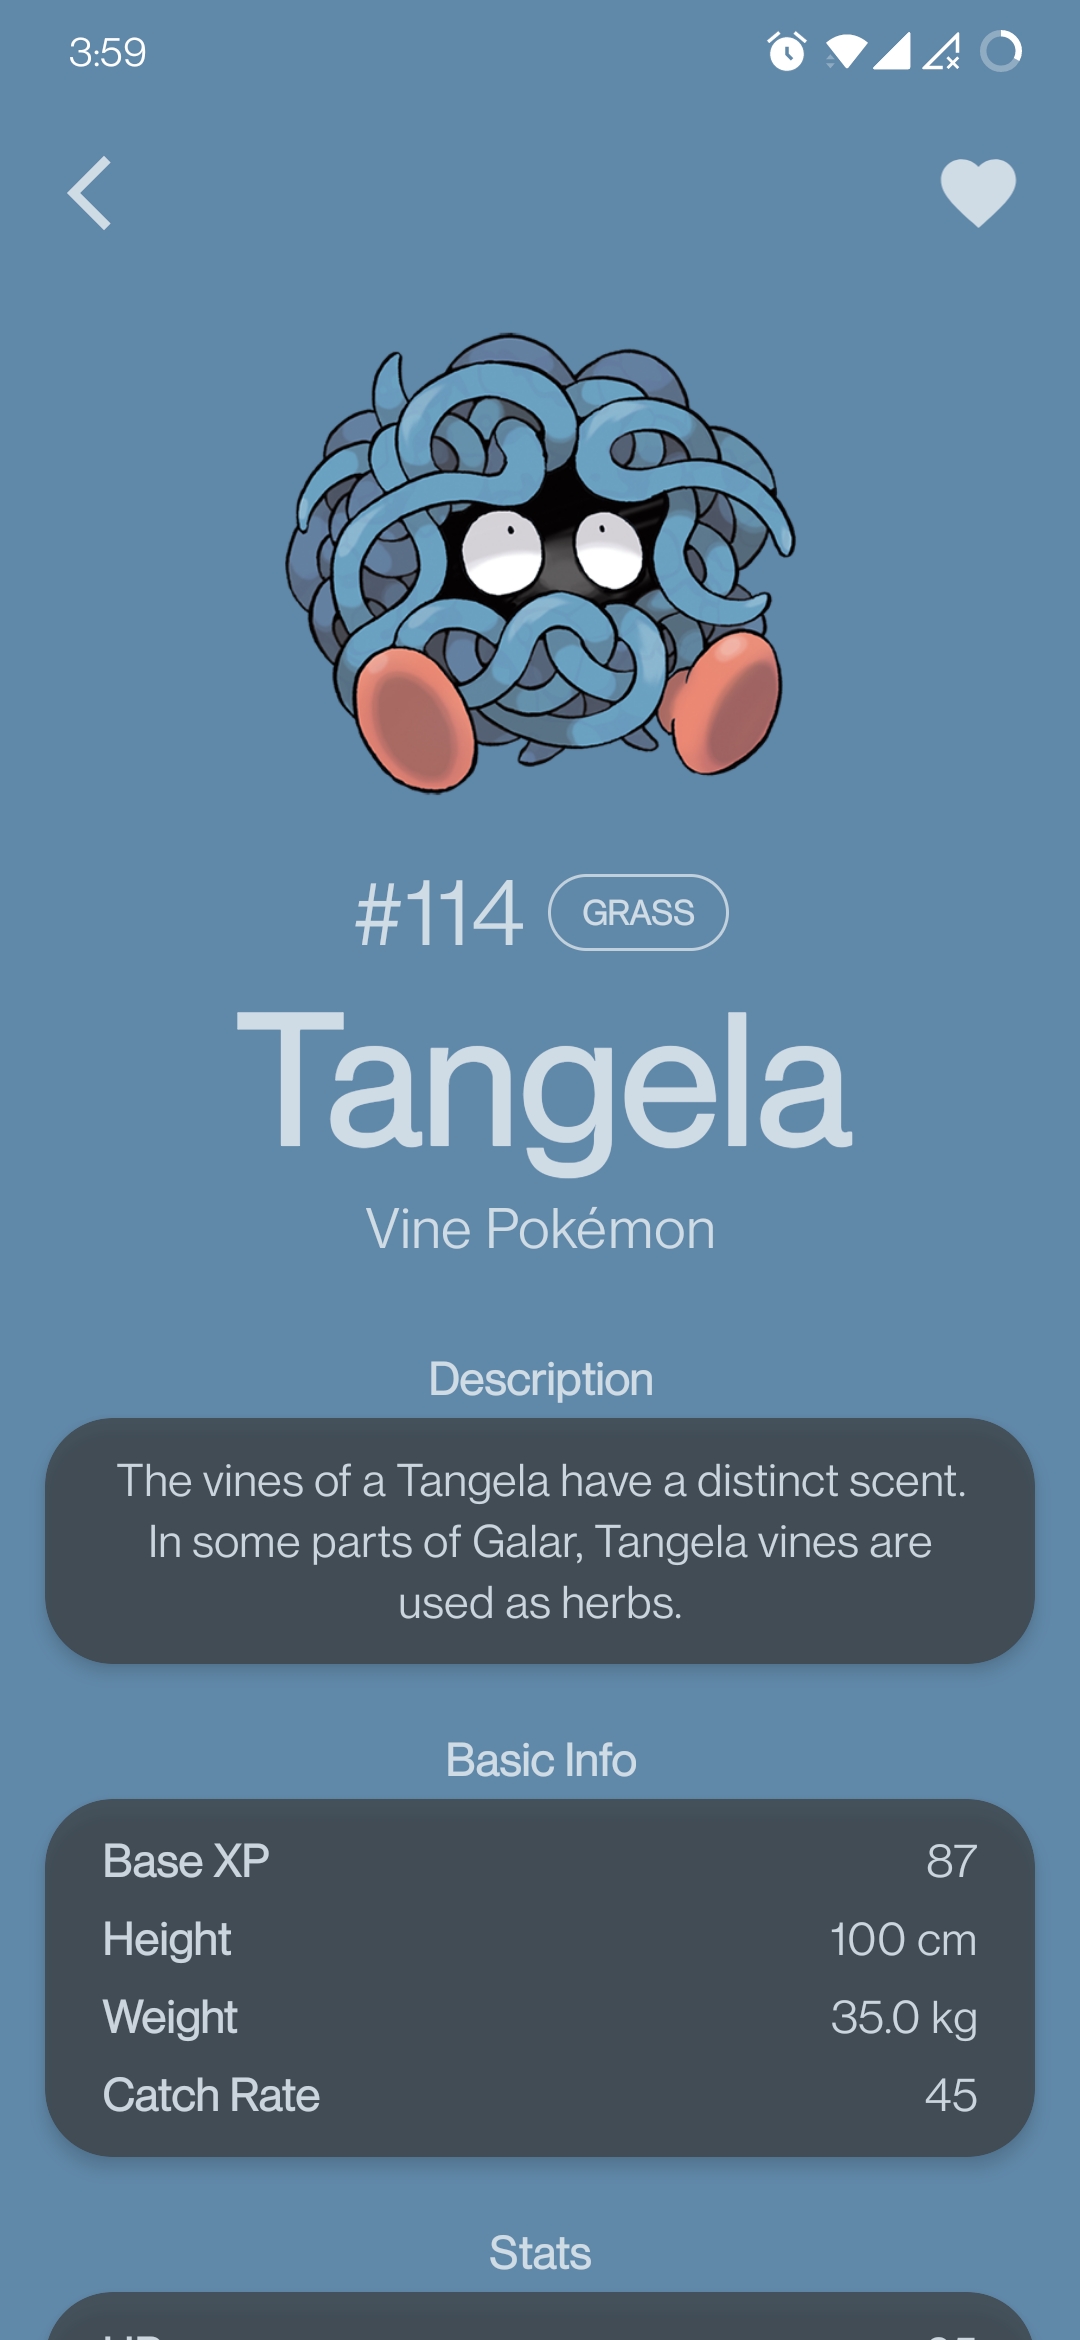 3:59
#114 GRASS
Tangela
Vine Pokémon
Description
The vines of a Tangela have a distinct scent.
In some parts of Galar, Tangela vines are
used as herbs.
Basic Info
Base XP 87
Height 100 cm
Weight 35.0 kg
Catch Rate 45
Stats